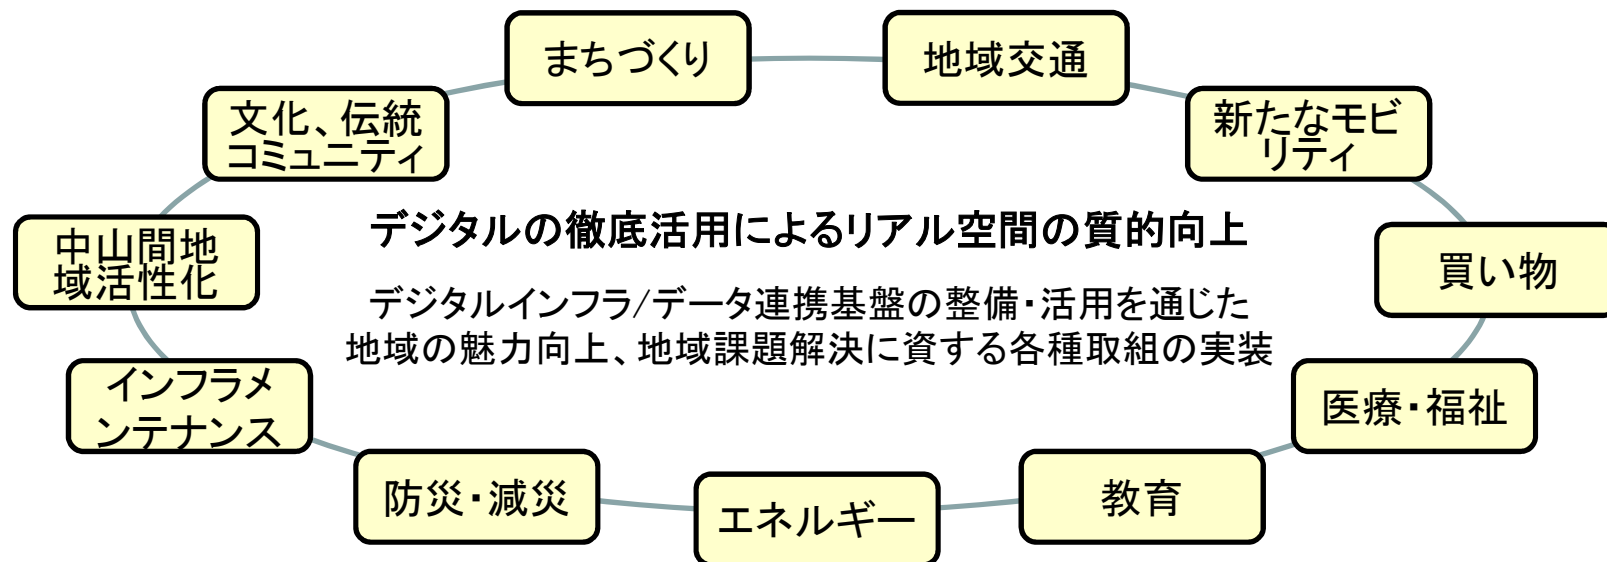 まちづくり
地域交通
文化、伝統
コミュニティ
新たなモビ
リティ
デジタルの徹底活用によるリアル空間の質的向上
中山間地
域活性化
買い物
デジタルインフラ/データ連携基盤の整備・活用を通じた
地域の魅力向上、地域課題解決に資する各種取組の実装
インフラメ
ンテナンス
医療・福祉
防災・減災
エネルギー
教育